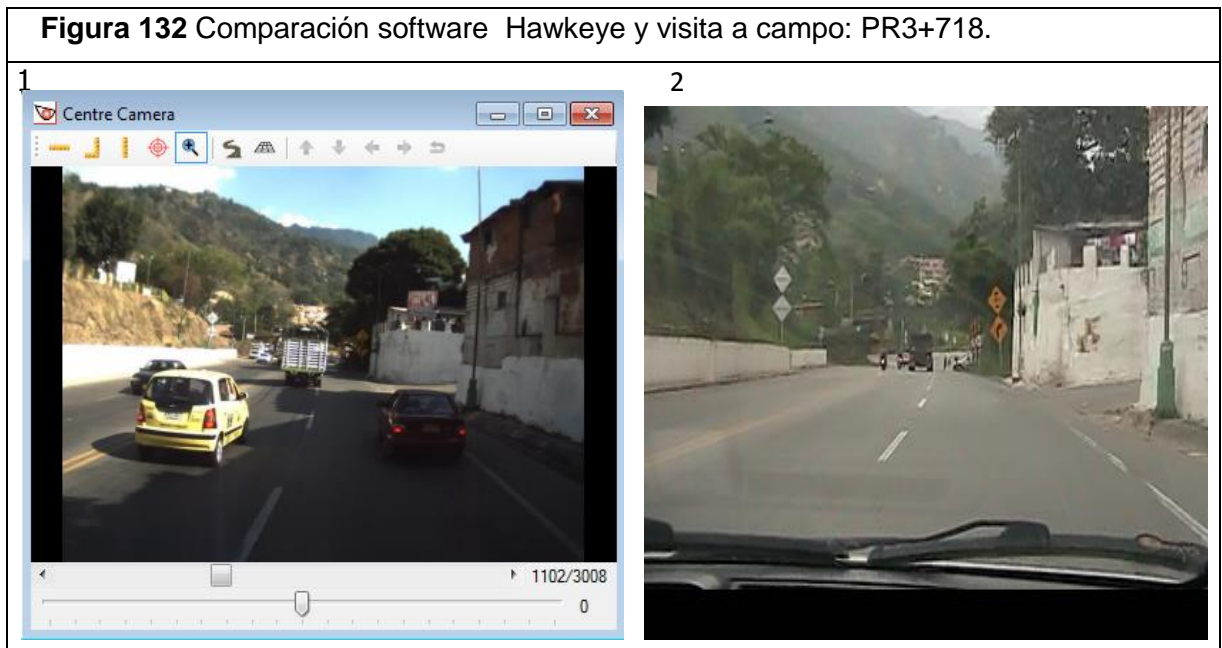 Figura 132 Comparación software Hawkeye y visita a campo: PR3+718.
1
2
Centre Camera
1102/3008
0